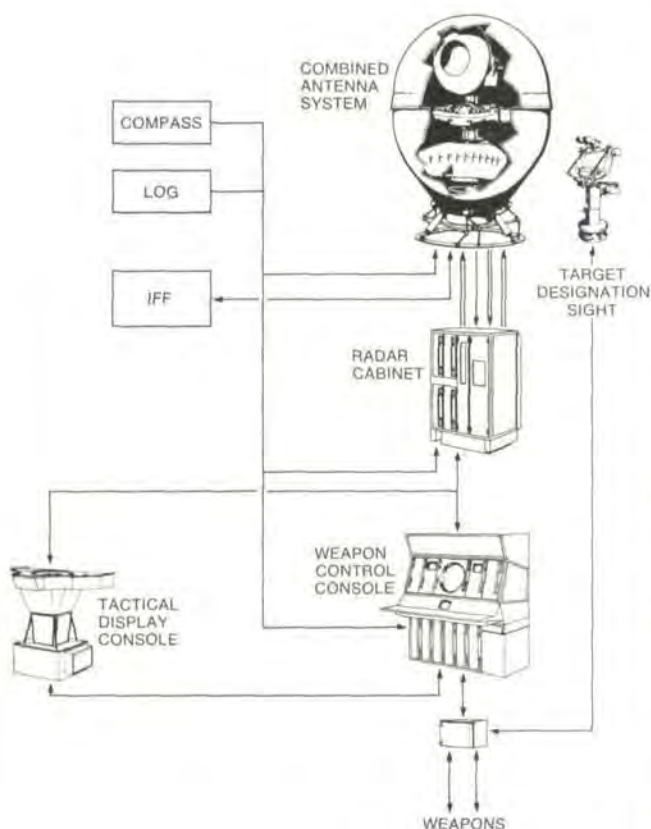 COMBINED
ANTENNA
SYSTEM
COMPASS
LOG
IFF
TARGET
DESIGNATION
SIGHT
RADAR
CABINET
WEAPON
CONTROL
CONSOLE
TACTICAL
DISPLAY
CONSOLE
WEAPONS